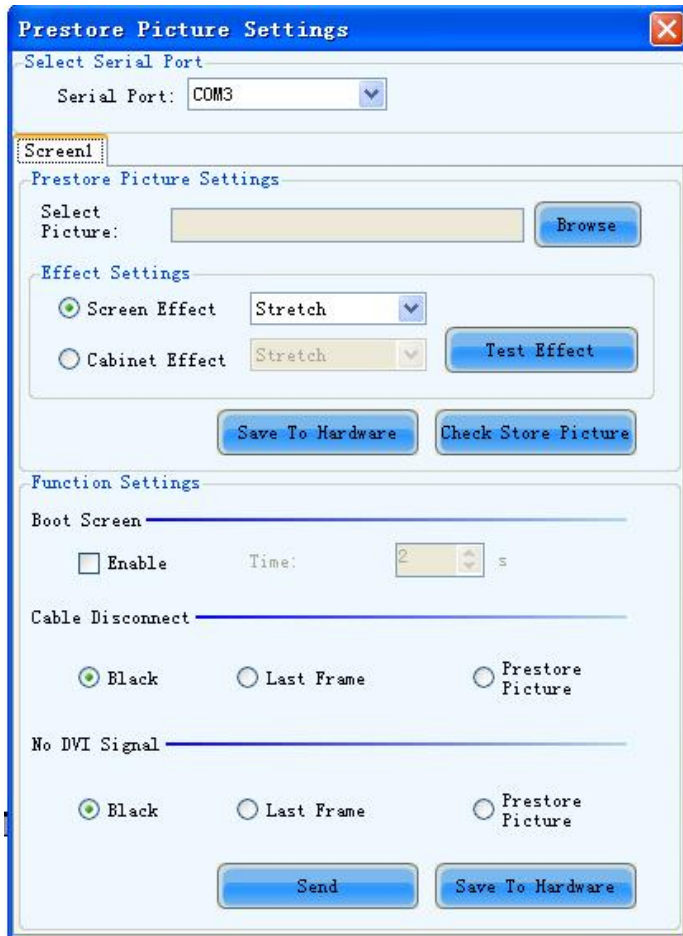 Prestore Picture Settings
Select Serial Port
Serial Port: COM3
Screen1
Prestore Picture Settings
Select
Picture:
Browse
Effect Settings
Screen Effect Stretch
Cabinet Effect Stretch
Test Effect
Save To Hardware Check Store Picture
Function Settings
Boot Screen
Enable Time: 2 s
Cable Disconnect
Black Last Frame Prestore
Picture
No DVI Signal
Black Last Frame Prestore
Picture
Send Save To Hardware